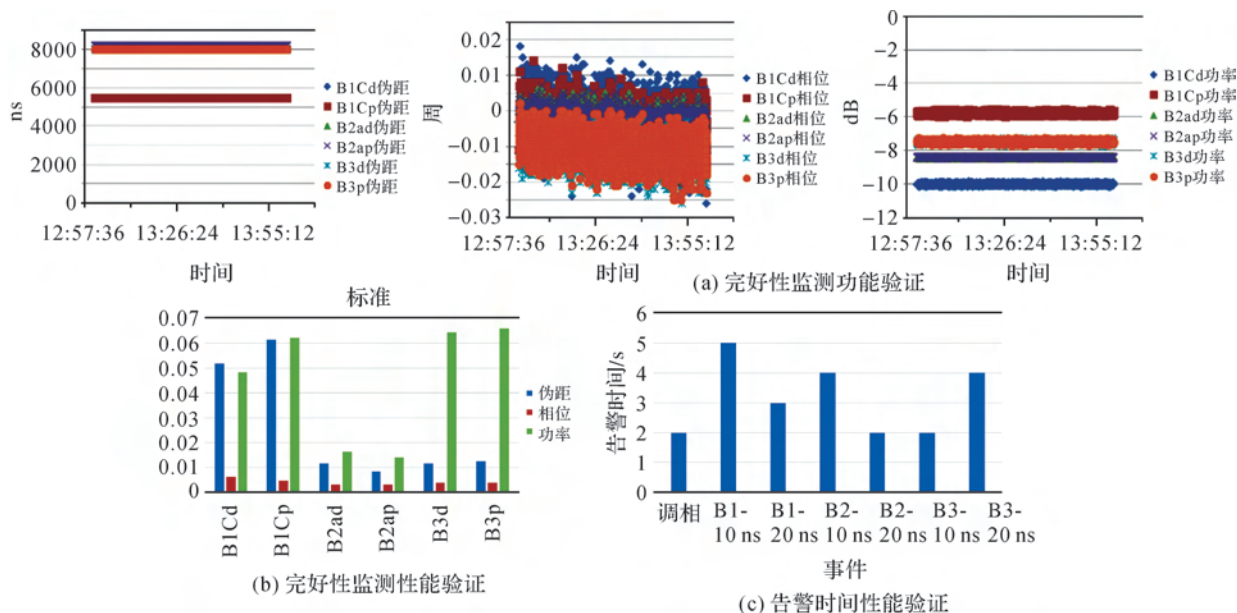 8000
6000
4000
2000
0
ns
12:57:36 13:26:24 13:55:12
时间
B1Cd伪距
B1Cp伪距
B2ad伪距
B2ap伪距
B3d伪距
B3p伪距
0.02
0.01
0
−0.01
−0.02
−0.03
周
12:57:36 13:26:24 13:55:12
时间
B1Cd相位
B1Cp相位
B2ad相位
B2ap相位
B3d相位
B3p相位
0
−2
−4
−6
−8
−10
−12
dB
12:57:36 13:26:24 13:55:12
时间
B1Cd功率
B1Cp功率
B2ad功率
B2ap功率
B3d功率
B3p功率
(a) 完好性监测功能验证
标准
0.07
0.06
0.05
0.04
0.03
0.02
0.01
0
B1Cd
B1Cp
B2ad
B2ap
B3d
B3p
伪距
相位
功率
(b) 完好性监测性能验证
6
5
4
3
2
1
0
告警时间/s
调相 B1- B1- B2- B2- B3- B3-
10 ns 20 ns 10 ns 20 ns 10 ns 20 ns
事件
(c) 告警时间性能验证